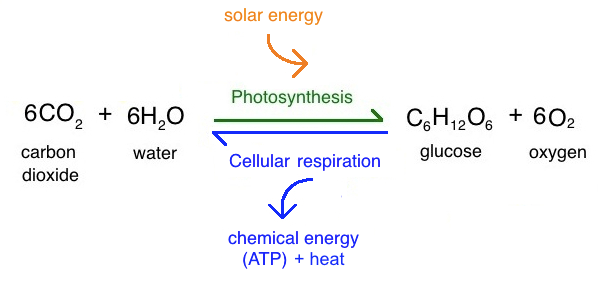 solar energy
Photosynthesis
6CO₂ + 6H₂O C₆H₁₂O₆ + 6O₂
carbon dioxide water glucose oxygen
Cellular respiration
chemical energy
(ATP) + heat